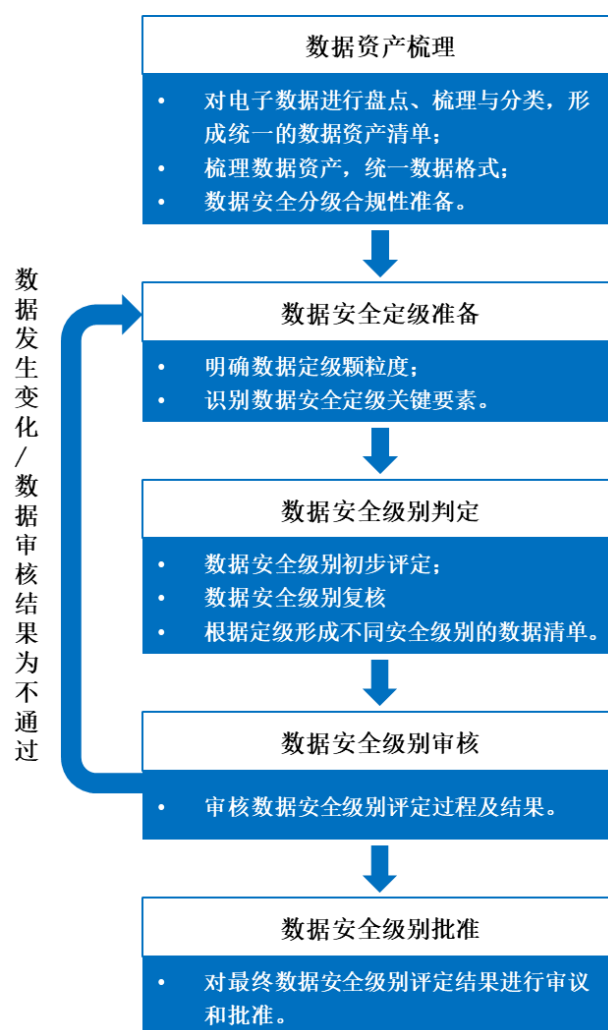 数据资产梳理
• 对电子数据进行盘点、梳理与分类，形
成统一的数据资产清单；
• 梳理数据资产，统一数据格式；
• 数据安全分级合规性准备。
数据发生变化/数据审核结果为不通过
数据安全定级准备
• 明确数据定级颗粒度；
• 识别数据安全定级关键要素。
数据安全级别判定
• 数据安全级别初步评定；
• 数据安全级别复核
• 根据定级形成不同安全级别的数据清单。
数据安全级别审核
• 审核数据安全级别评定过程及结果。
数据安全级别批准
• 对最终数据安全级别评定结果进行审议
和批准。